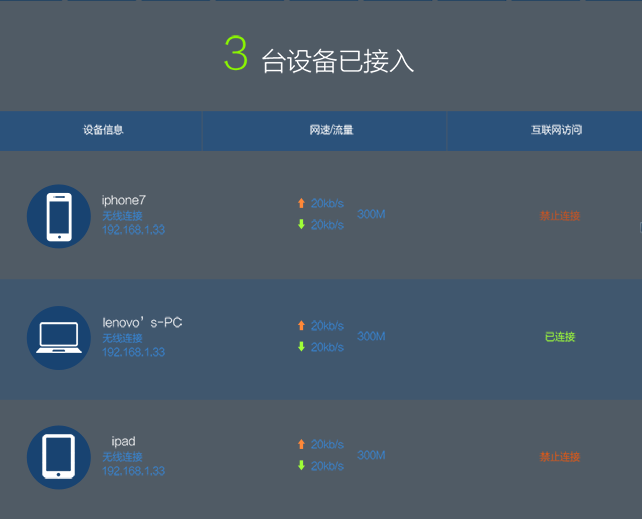 3 台设备已接入
设备信息 网速/流量 互联网访问
iphone7
无线连接
192.168.1.33
20kb/s
20kb/s
300M
禁止连接
lenovo’s-PC
无线连接
192.168.1.33
20kb/s
20kb/s
300M
已连接
ipad
无线连接
192.168.1.33
20kb/s
20kb/s
300M
禁止连接